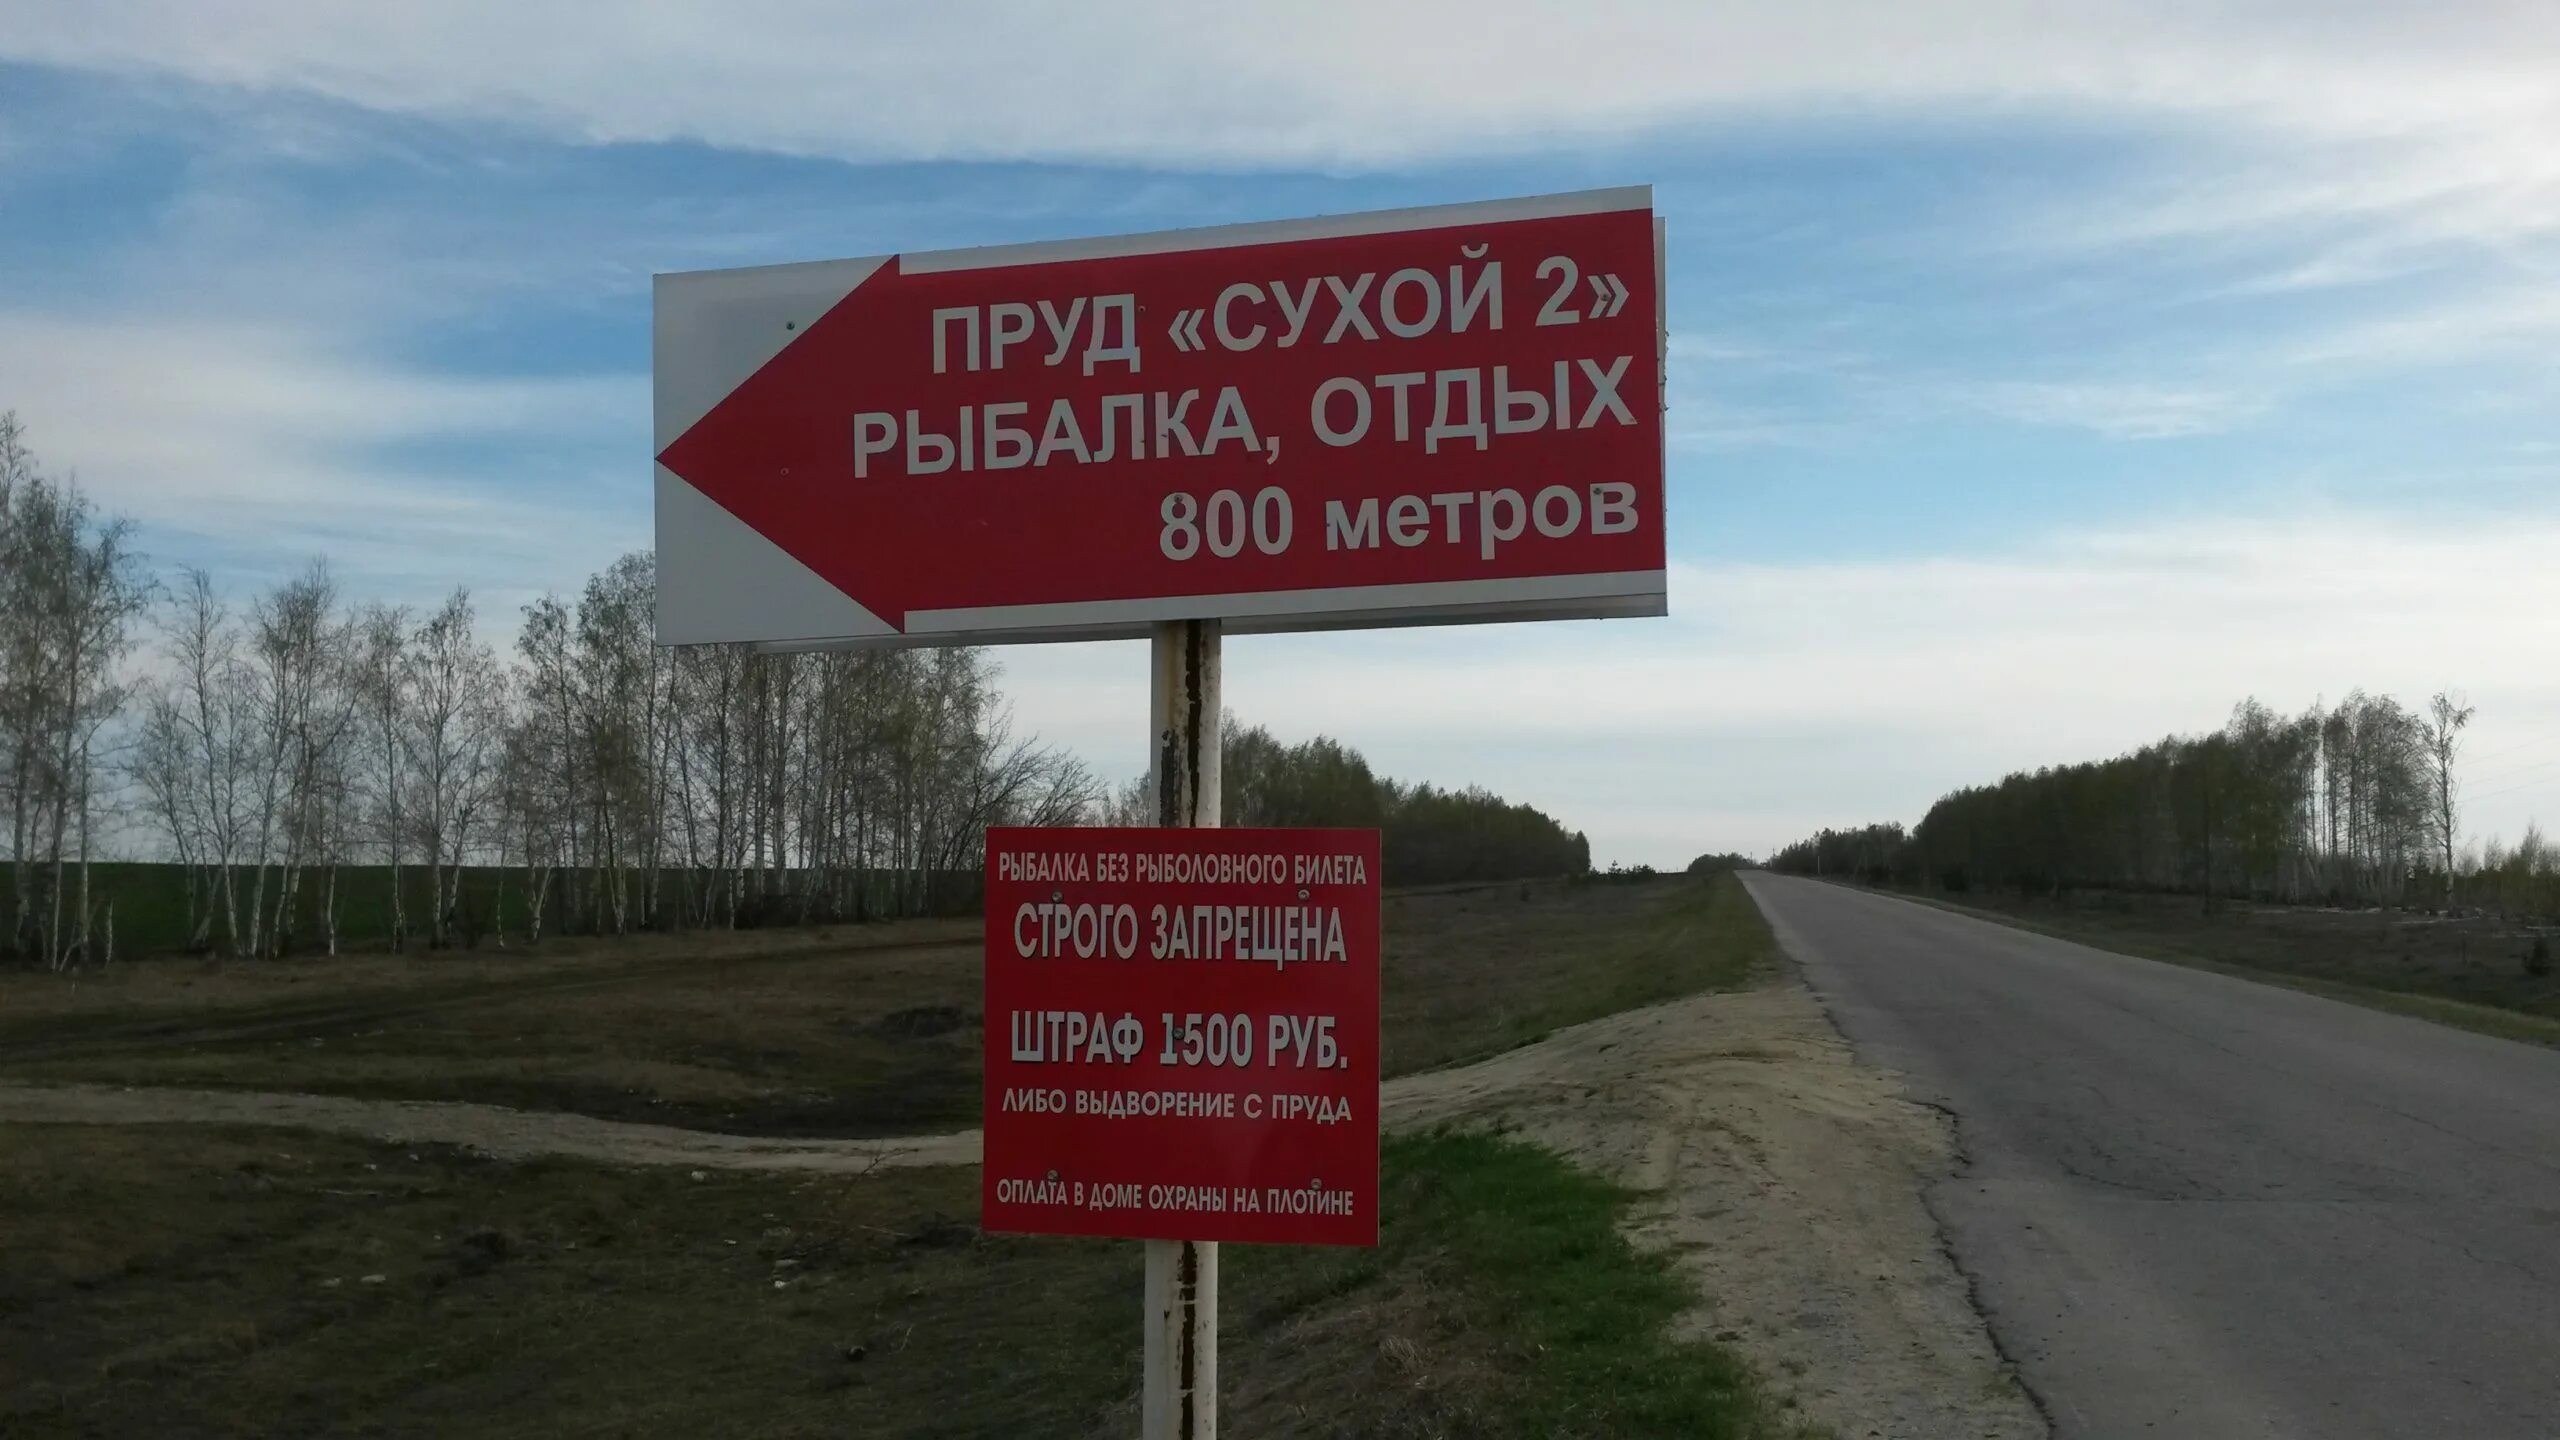 ПРУД «СУХОЙ 2»
РЫБАЛКА, ОТДЫХ
800 метров
РЫБАЛКА БЕЗ РЫБОЛОВНОГО БИЛЕТА
СТРОГО ЗАПРЕЩЕНА
ШТРАФ 1500 РУБ.
ЛИБО ВЫДВОРЕНИЕ С ПРУДА
ОПЛАТА В ДОМЕ ОХРАНЫ НА ПЛОТИНЕ